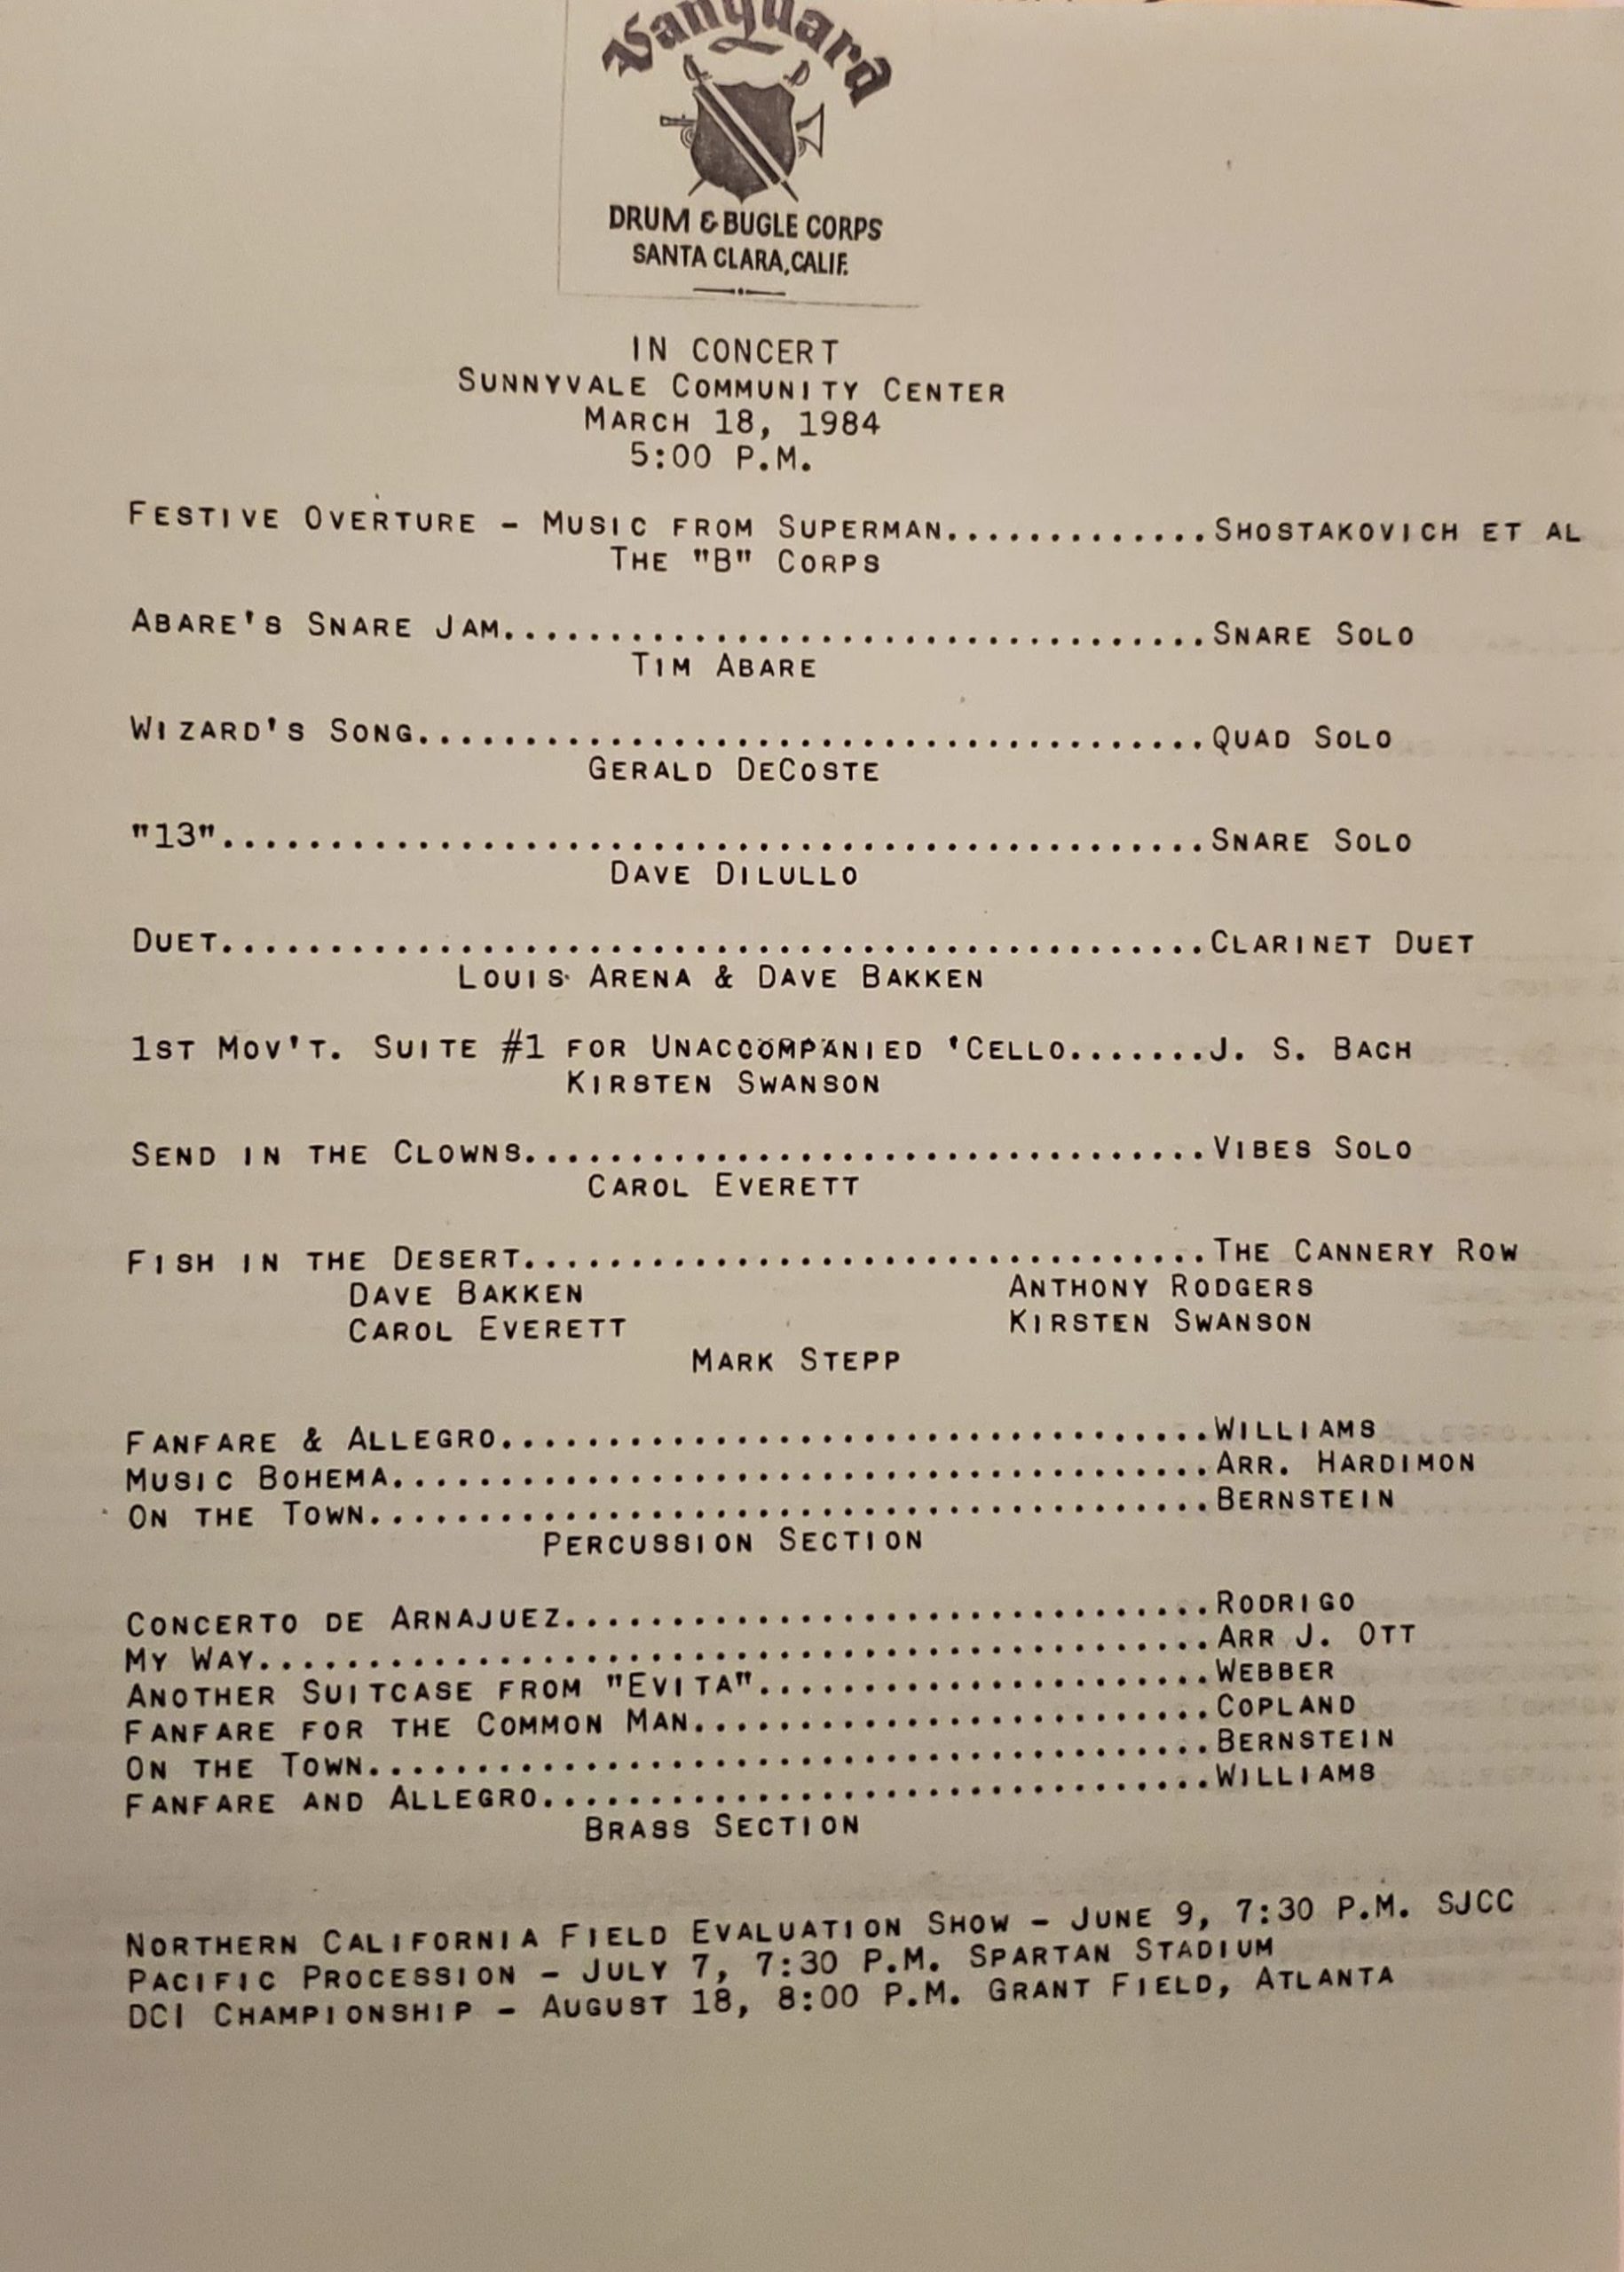 Vanguard
DRUM & BUGLE CORPS
SANTA CLARA, CALIF.
IN CONCERT
SUNNYVALE COMMUNITY CENTER
MARCH 18, 1984
5:00 P.M.
FESTIVE OVERTURE - MUSIC FROM SUPERMAN.............SHOSTAKOVICH ET AL
THE "B" CORPS
ABARE'S SNARE JAM.................................SNARE SOLO
TIM ABARE
WIZARD'S SONG.....................................QUAD SOLO
GERALD DECOSTE
"13"..............................................SNARE SOLO
DAVE DILULLO
DUET..............................................CLARINET DUET
LOUIS ARENA & DAVE BAKKEN
1ST MOV'T. SUITE #1 FOR UNACCOMPANIED 'CELLO.......J. S. BACH
KIRSTEN SWANSON
SEND IN THE CLOWNS................................VIBES SOLO
CAROL EVERETT
FISH IN THE DESERT................................THE CANNERY ROW
DAVE BAKKEN ANTHONY RODGERS
CAROL EVERETT KIRSTEN SWANSON
MARK STEPP
FANFARE & ALLEGRO.................................WILLIAMS
MUSIC BOHEMA......................................ARR. HARDIMON
ON THE TOWN.......................................BERNSTEIN
PERCUSSION SECTION
CONCERTO DE ARNAJUEZ..............................RODRIGO
MY WAY............................................ARR J. OTT
ANOTHER SUITCASE FROM "EVITA".....................WEBBER
FANFARE FOR THE COMMON MAN........................COPLAND
ON THE TOWN.......................................BERNSTEIN
FANFARE AND ALLEGRO...............................WILLIAMS
BRASS SECTION
NORTHERN CALIFORNIA FIELD EVALUATION SHOW - JUNE 9, 7:30 P.M. SJCC
PACIFIC PROCESSION - JULY 7, 7:30 P.M. SPARTAN STADIUM
DCI CHAMPIONSHIP - AUGUST 18, 8:00 P.M. GRANT FIELD, ATLANTA